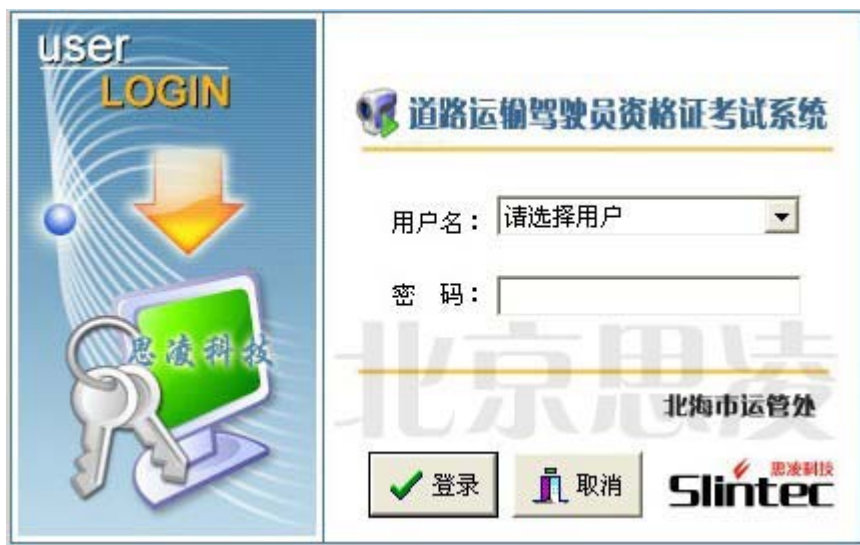 user
LOGIN
思凌科技
道路运输驾驶员资格证考试系统
用户名：
请选择用户
密 码：
北京思凌
北海市运管处
登录
取消
思凌科技
Slintec